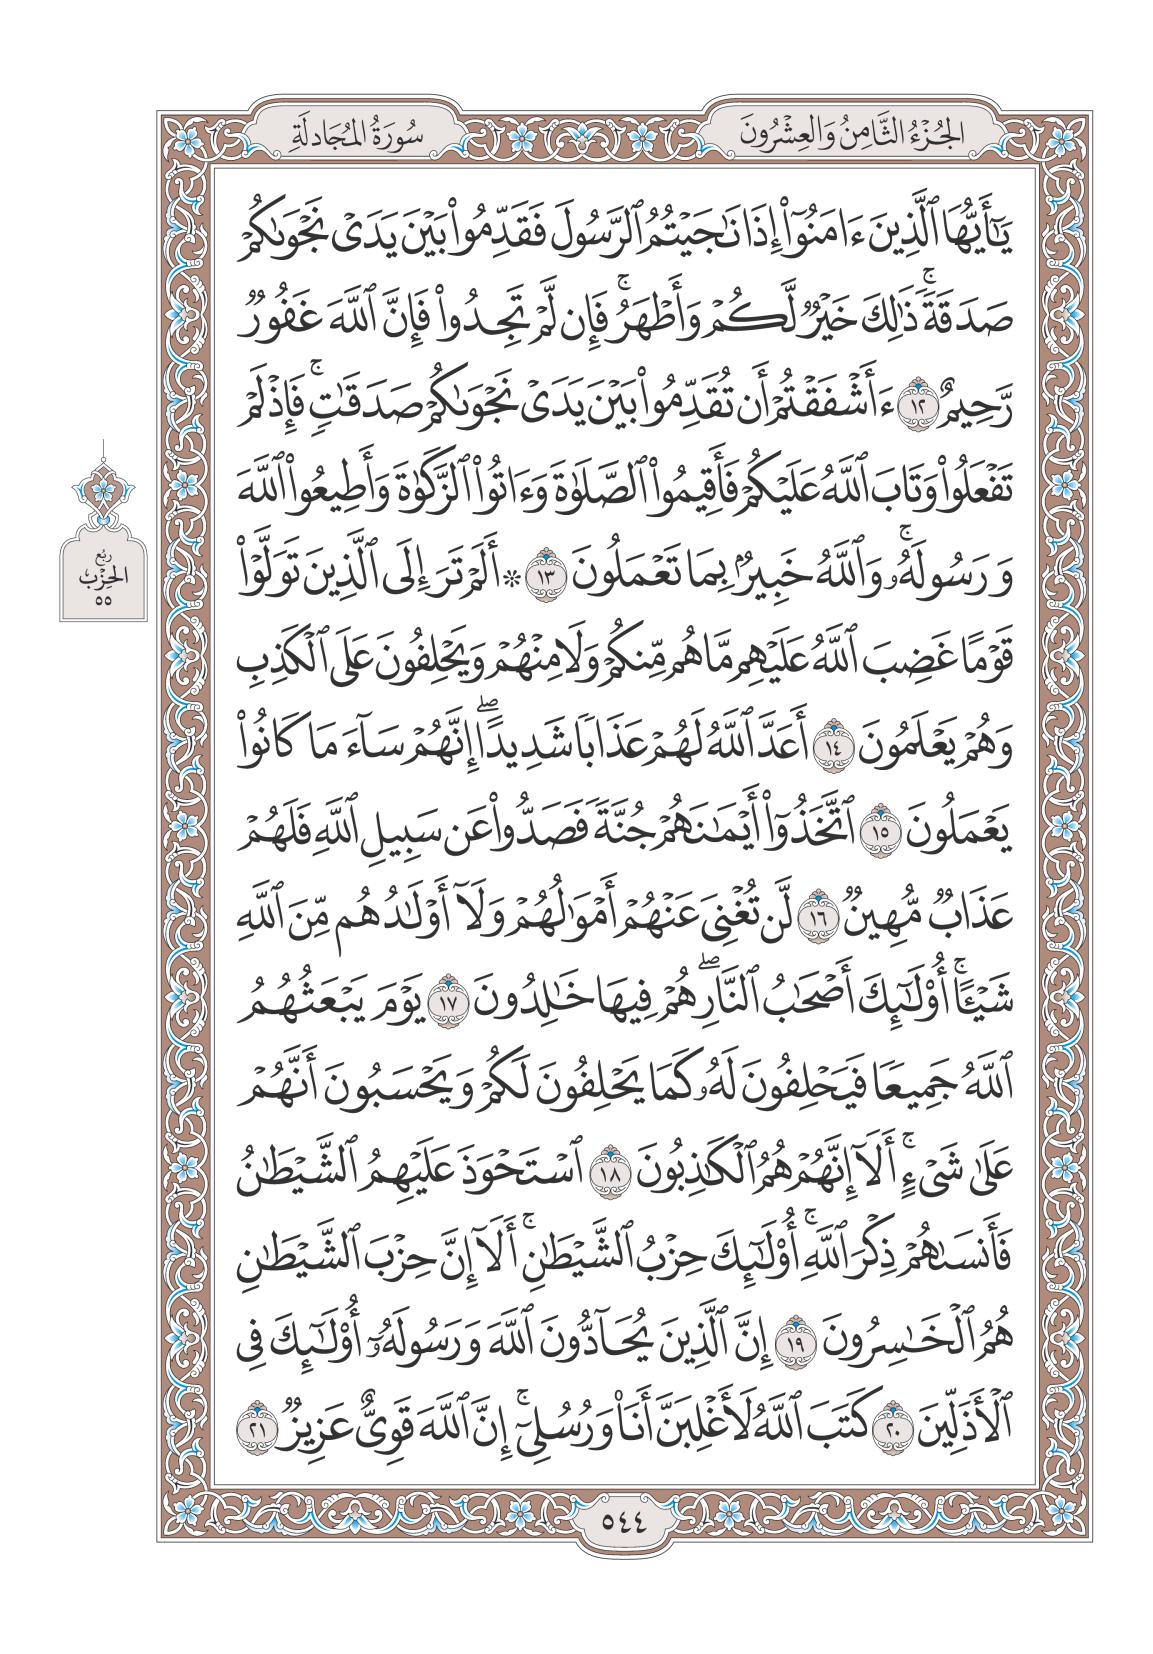 الجُزْءُ الثَّامِنُ وَالعِشْرُونَ
سُورَةُ المُجَادلَةِ
يَٰٓأَيُّهَا ٱلَّذِينَ ءَامَنُوٓاْ إِذَا نَٰجَيۡتُمُ ٱلرَّسُولَ فَقَدِّمُواْ بَيۡنَ يَدَيۡ نَجۡوَىٰكُمۡ
صَدَقَةٗۚ ذَٰلِكَ خَيۡرٞ لَّكُمۡ وَأَطۡهَرُۚ فَإِن لَّمۡ تَجِدُواْ فَإِنَّ ٱللَّهَ غَفُورٞ
رَّحِيمٌ ١٢ ءَأَشۡفَقۡتُمۡ أَن تُقَدِّمُواْ بَيۡنَ يَدَيۡ نَجۡوَىٰكُمۡ صَدَقَٰتٖۚ فَإِذۡ لَمۡ
تَفۡعَلُواْ وَتَابَ ٱللَّهُ عَلَيۡكُمۡ فَأَقِيمُواْ ٱلصَّلَوٰةَ وَءَاتُواْ ٱلزَّكَوٰةَ وَأَطِيعُواْ ٱللَّهَ
وَرَسُولَهُۥۚ وَٱللَّهُ خَبِيرُۢ بِمَا تَعۡمَلُونَ ١٣ ۞ أَلَمۡ تَرَ إِلَى ٱلَّذِينَ تَوَلَّوۡاْ
قَوۡمًا غَضِبَ ٱللَّهُ عَلَيۡهِم مَّا هُم مِّنكُمۡ وَلَا مِنۡهُمۡ وَيَحۡلِفُونَ عَلَى ٱلۡكَذِبِ
وَهُمۡ يَعۡلَمُونَ ١٤ أَعَدَّ ٱللَّهُ لَهُمۡ عَذَابٗا شَدِيدًاۖ إِنَّهُمۡ سَآءَ مَا كَانُواْ
يَعۡمَلُونَ ١٥ ٱتَّخَذُوٓاْ أَيۡمَٰنَهُمۡ جُنَّةٗ فَصَدُّواْ عَن سَبِيلِ ٱللَّهِ فَلَهُمۡ
عَذَابٞ مُّهِينٞ ١٦ لَّن تُغۡنِيَ عَنۡهُمۡ أَمۡوَٰلُهُمۡ وَلَآ أَوۡلَٰدُهُم مِّنَ ٱللَّهِ
شَيۡـًٔاۚ أُوْلَٰٓئِكَ أَصۡحَٰبُ ٱلنَّارِۖ هُمۡ فِيهَا خَٰلِدُونَ ١٧ يَوۡمَ يَبۡعَثُهُمُ
ٱللَّهُ جَمِيعٗا فَيَحۡلِفُونَ لَهُۥ كَمَا يَحۡلِفُونَ لَكُمۡ وَيَحۡسَبُونَ أَنَّهُمۡ
عَلَىٰ شَيۡءٍۚ أَلَآ إِنَّهُمۡ هُمُ ٱلۡكَٰذِبُونَ ١٨ ٱسۡتَحۡوَذَ عَلَيۡهِمُ ٱلشَّيۡطَٰنُ
فَأَنسَىٰهُمۡ ذِكۡرَ ٱللَّهِۚ أُوْلَٰٓئِكَ حِزۡبُ ٱلشَّيۡطَٰنِۚ أَلَآ إِنَّ حِزۡبَ ٱلشَّيۡطَٰنِ
هُمُ ٱلۡخَٰسِرُونَ ١٩ إِنَّ ٱلَّذِينَ يُحَآدُّونَ ٱللَّهَ وَرَسُولَهُۥٓ أُوْلَٰٓئِكَ فِي
ٱلۡأَذَلِّينَ ٢٠ كَتَبَ ٱللَّهُ لَأَغۡلِبَنَّ أَنَا۠ وَرُسُلِيٓۚ إِنَّ ٱللَّهَ قَوِيٌّ عَزِيزٞ ٢١
ربُع
الحِزْب
٥٥
٥٤٤